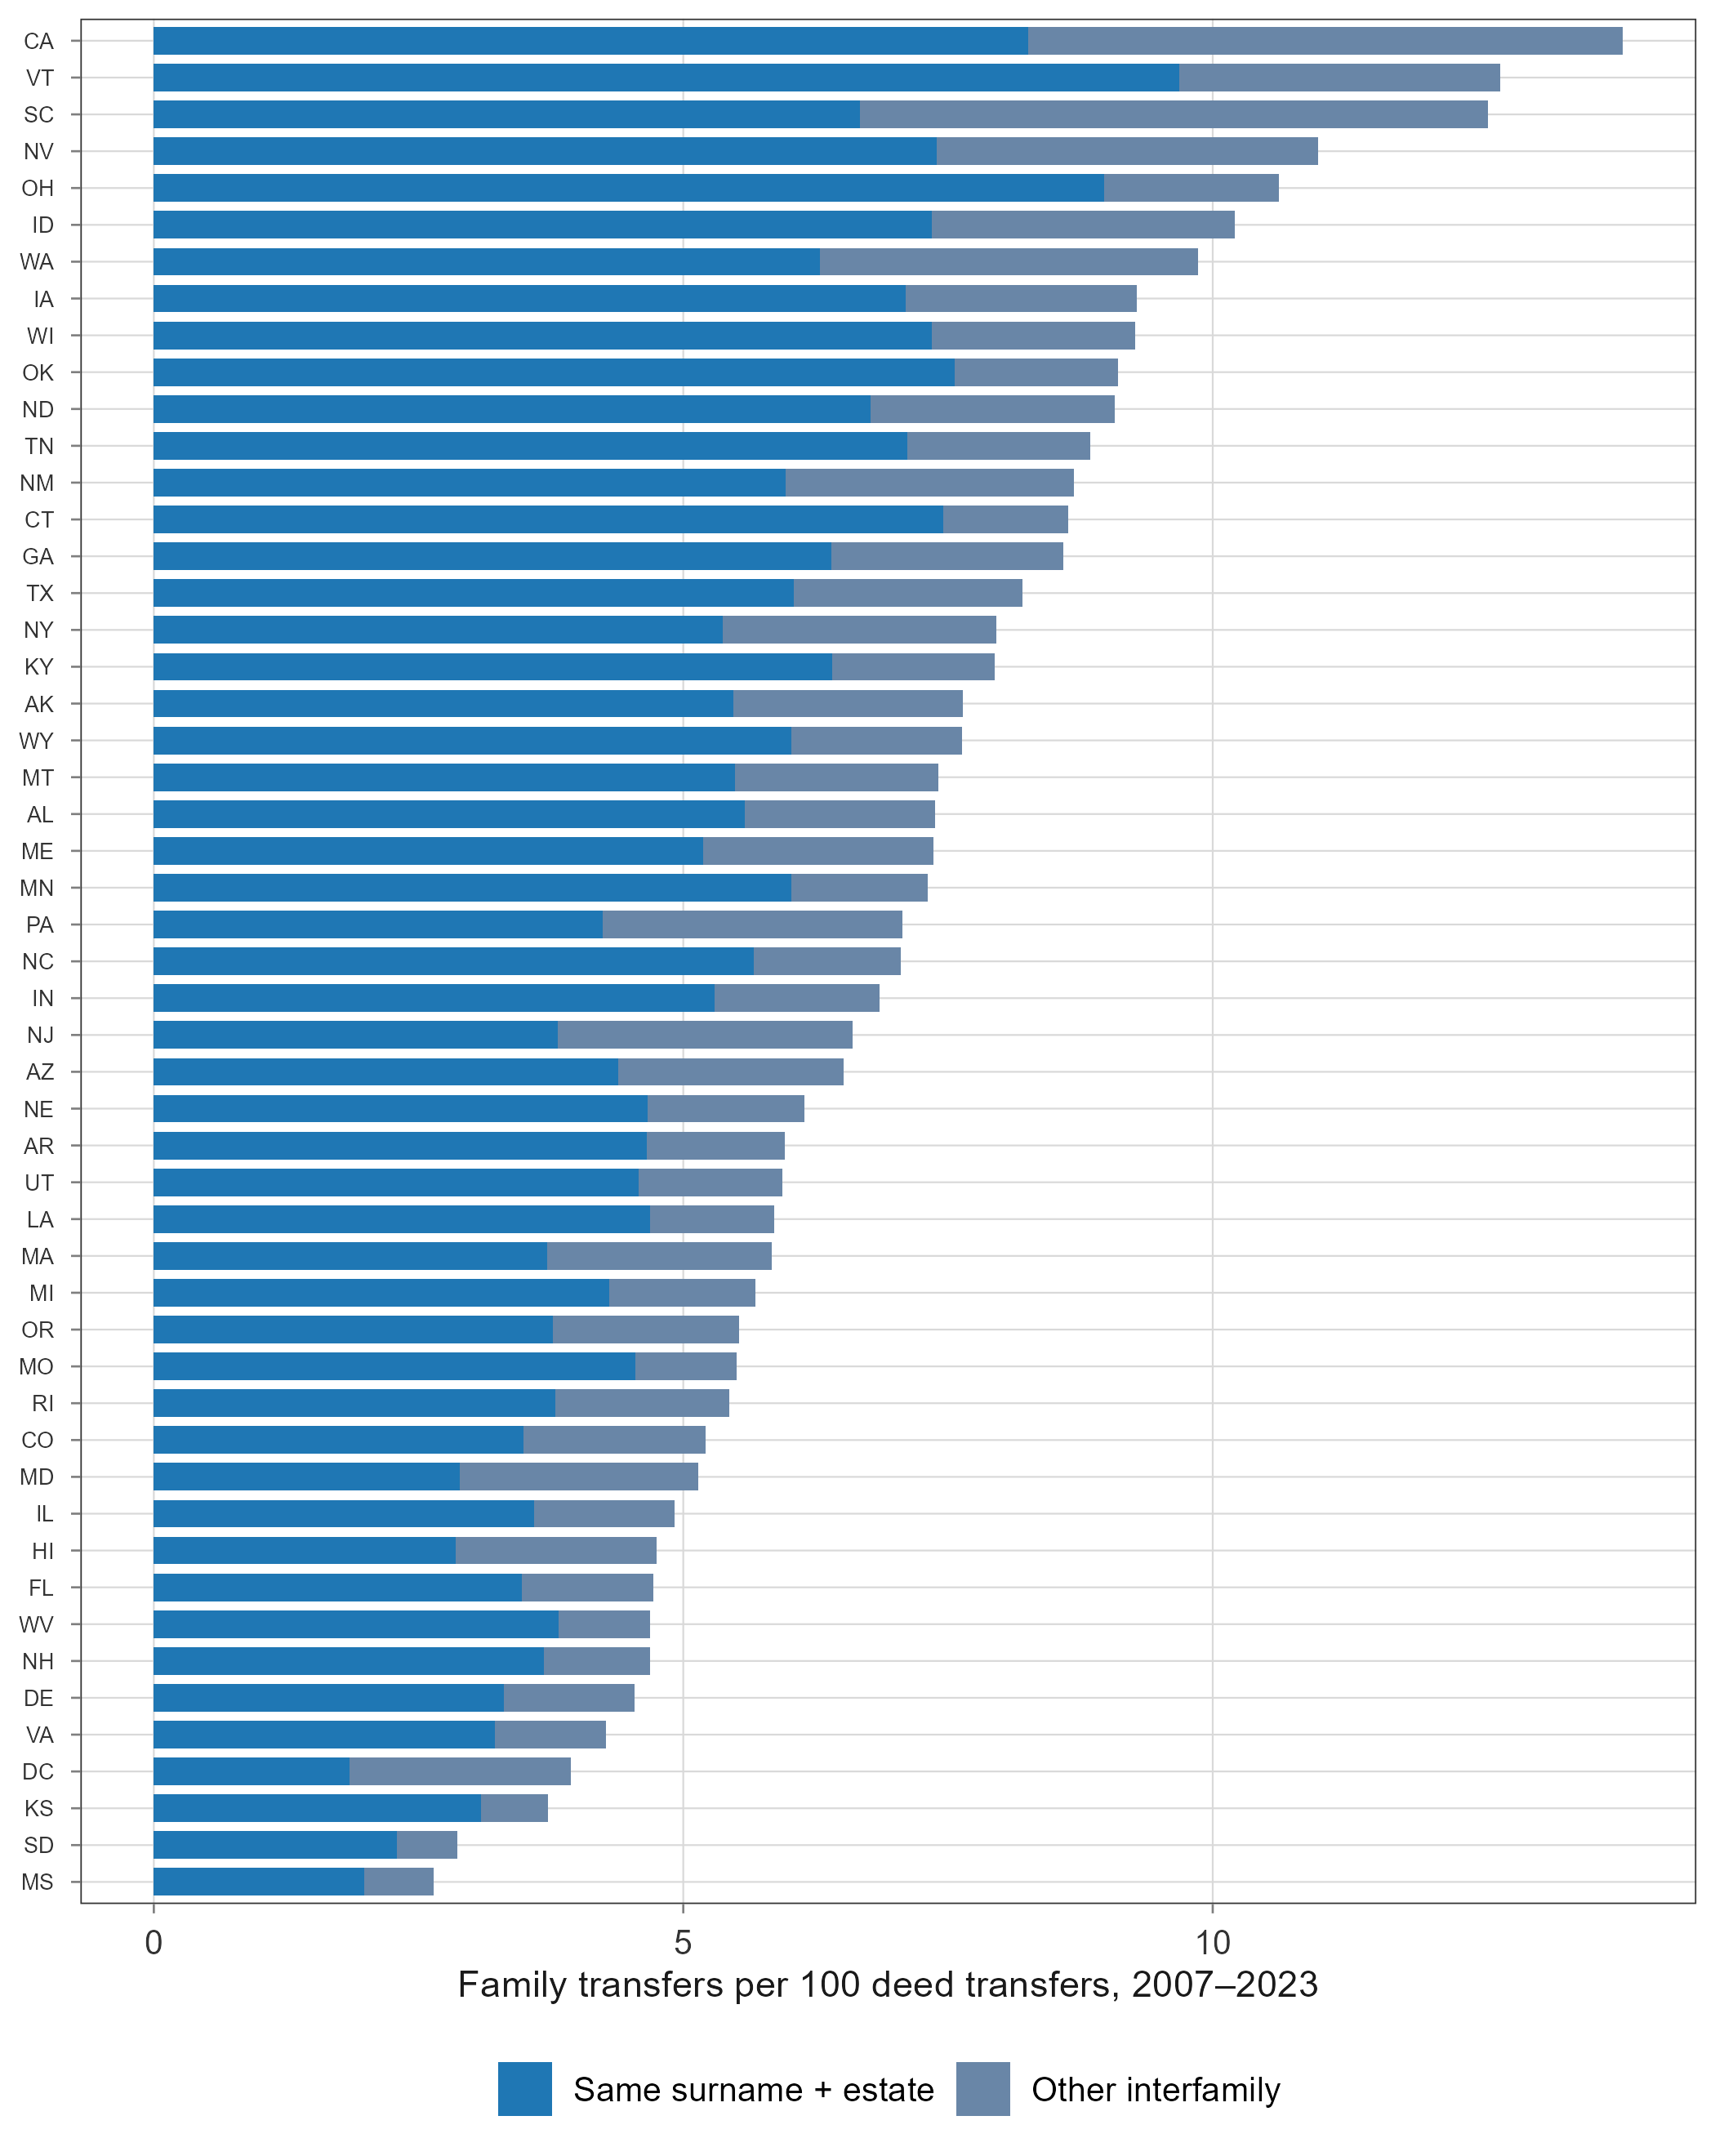 CA
VT
SC
NV
OH
ID
WA
IA
WI
OK
ND
TN
NM
CT
GA
TX
NY
KY
AK
WY
MT
AL
ME
MN
PA
NC
IN
NJ
AZ
NE
AR
UT
LA
MA
MI
OR
MO
RI
CO
MD
IL
HI
FL
WV
NH
DE
VA
DC
KS
SD
MS
0 5 10
Family transfers per 100 deed transfers, 2007–2023
Same surname + estate Other interfamily